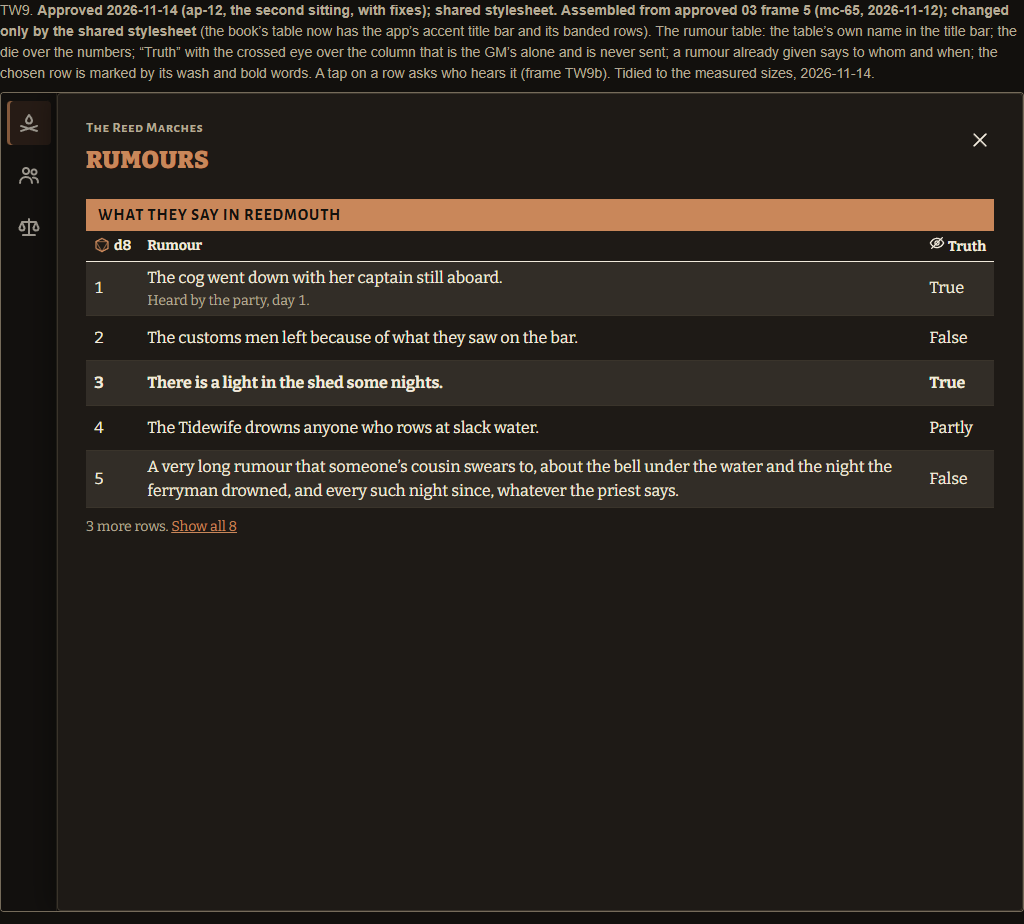 TW9. Approved 2026-11-14 (ap-12, the second sitting, with fixes); shared stylesheet. Assembled from approved 03 frame 5 (mc-65, 2026-11-12); changed
only by the shared stylesheet (the book’s table now has the app’s accent title bar and its banded rows). The rumour table: the table’s own name in the title bar; the
die over the numbers; “Truth” with the crossed eye over the column that is the GM’s alone and is never sent; a rumour already given says to whom and when; the
chosen row is marked by its wash and bold words. A tap on a row asks who hears it (frame TW9b). Tidied to the measured sizes, 2026-11-14.
The Reed Marches
RUMOURS
WHAT THEY SAY IN REEDMOUTH
d8 Rumour Truth
1 The cog went down with her captain still aboard. True
Heard by the party, day 1.
2 The customs men left because of what they saw on the bar. False
3 There is a light in the shed some nights. True
4 The Tidewife drowns anyone who rows at slack water. Partly
5 A very long rumour that someone’s cousin swears to, about the bell under the water and the night the False
ferryman drowned, and every such night since, whatever the priest says.
3 more rows. Show all 8